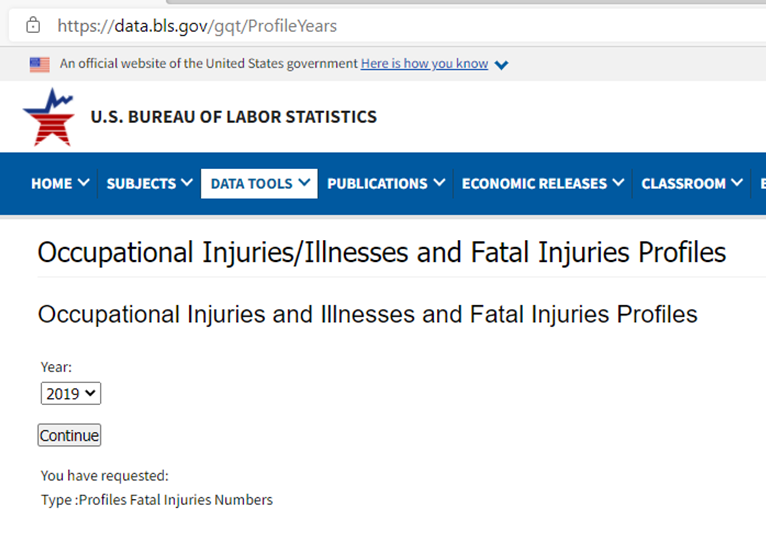 https://data.bls.gov/gqt/ProfileYears
An official website of the United States government Here is how you know
U.S. BUREAU OF LABOR STATISTICS
HOME SUBJECTS DATA TOOLS PUBLICATIONS ECONOMIC RELEASES CLASSROOM
Occupational Injuries/Illnesses and Fatal Injuries Profiles
Occupational Injuries and Illnesses and Fatal Injuries Profiles
Year:
2019
Continue
You have requested:
Type :Profiles Fatal Injuries Numbers